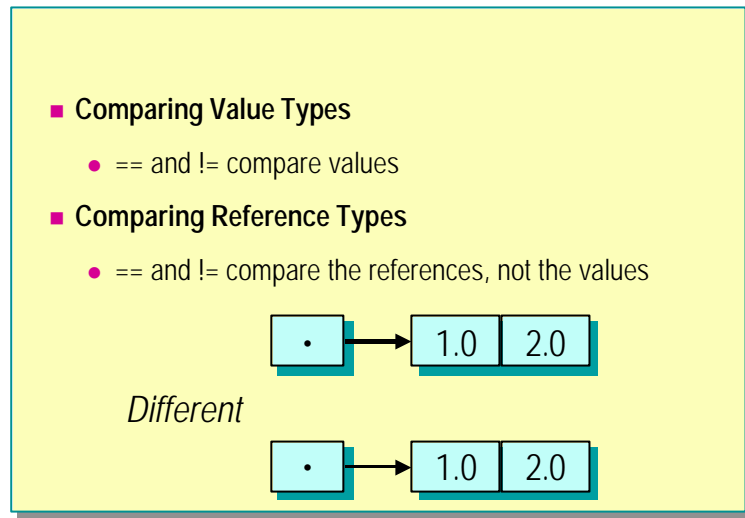 Comparing Value Types
== and != compare values
Comparing Reference Types
== and != compare the references, not the values
1.0 2.0
Different
1.0 2.0